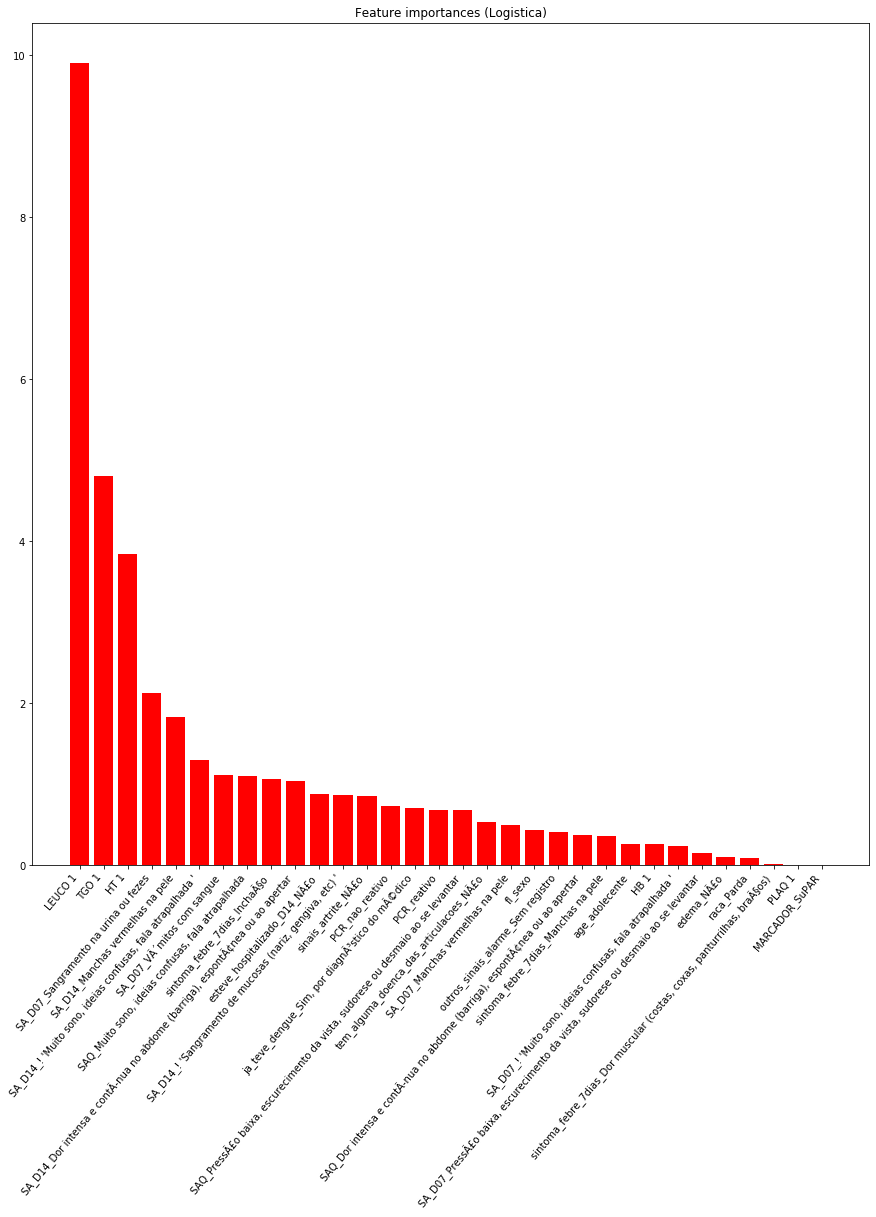 Feature importances (Logistica)
10
8
6
4
2
0
LEUCO 1
TGO 1
HT 1
SA_D07_Sangramento na urina ou fezes
SA_D14_Manchas vermelhas na pele
SA_D14_! 'Muito sono, ideias confusas, fala atrapalhada '
SA_D07_VÃ´mitos com sangue
SAQ_Muito sono, ideias confusas, fala atrapalhada
sintoma_febre_7dias_InchaÃ§o
SA_D14_Dor intensa e contÃ­nua no abdome (barriga), espontÃ¢nea ou ao apertar
esteve_hospitalizado_D14_NÃ£o
SA_D14_! 'Sangramento de mucosas (nariz, gengiva, etc) '
sinais_artrite_NÃ£o
PCR_nao_reativo
ja_teve_dengue_Sim, por diagnÃ³stico do mÃ©dico
PCR_reativo
SAQ_PressÃ£o baixa, escurecimento da vista, sudorese ou desmaio ao se levantar
tem_alguma_doenca_das_articulacoes_NÃ£o
SA_D07_Manchas vermelhas na pele
fl_sexo
outros_sinais_alarme_Sem registro
SAQ_Dor intensa e contÃ­nua no abdome (barriga), espontÃ¢nea ou ao apertar
sintoma_febre_7dias_Manchas na pele
age_adolecente
HB 1
SA_D07_! 'Muito sono, ideias confusas, fala atrapalhada '
SA_D07_PressÃ£o baixa, escurecimento da vista, sudorese ou desmaio ao se levantar
edema_NÃ£o
raca_Parda
sintoma_febre_7dias_Dor muscular (costas, coxas, panturrilhas, braÃ§os)
PLAQ 1
MARCADOR_SuPAR